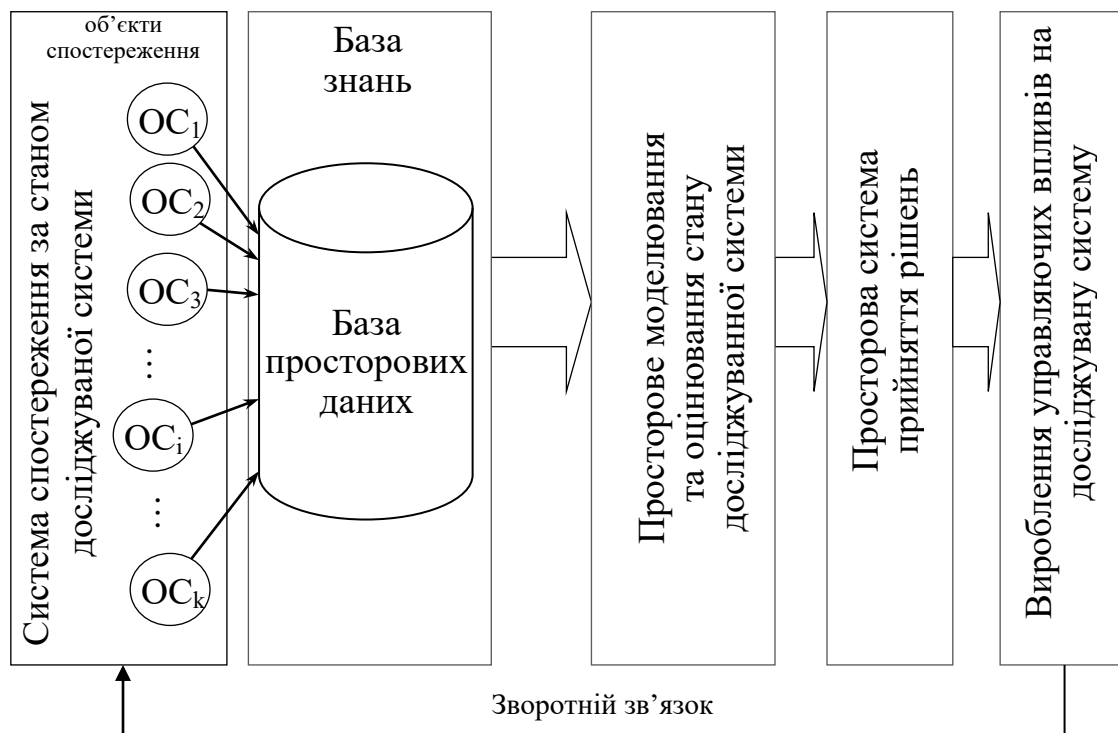 об’єкти
спостереження
Система спостереження за станом
досліджуваної системи
ОС1
ОС2
ОС3
...
ОСi
...
ОСk
База
знань
База
просторових
даних
Просторове моделювання
та оцінювання стану
досліджуванної системи
Просторова система
прийняття рішень
Вироблення управляючих впливів на
досліджувану систему
Зворотній зв’язок